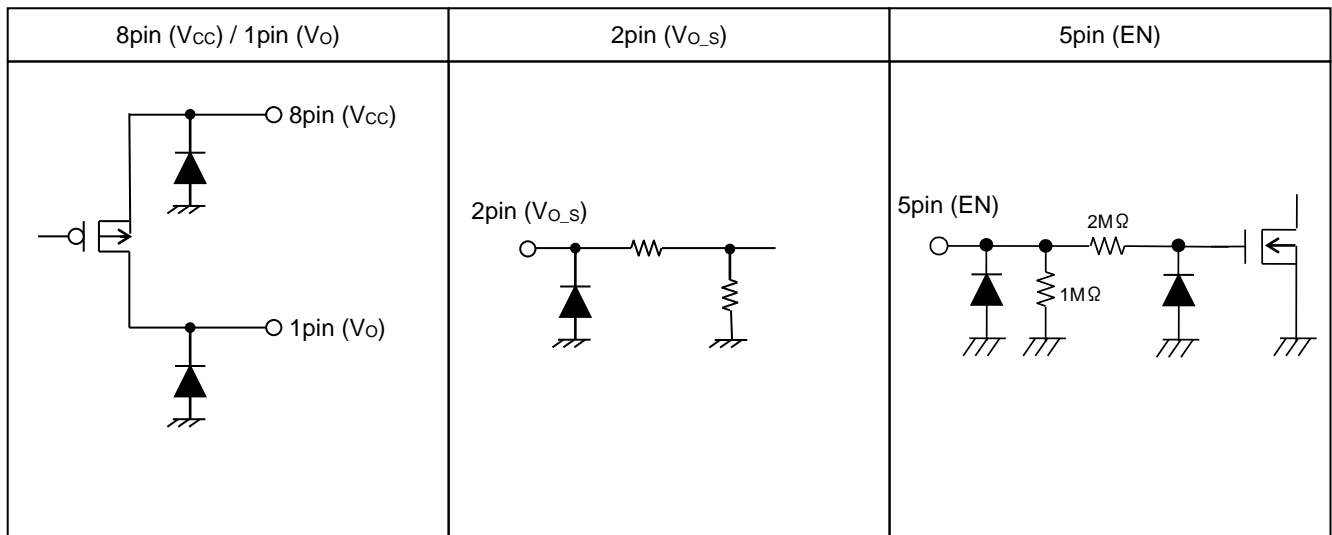 8pin (VCC) / 1pin (VO)
2pin (VO_S)
5pin (EN)
8pin (VCC)
1pin (VO)
2pin (VO_S)
5pin (EN)
2MΩ
1MΩ